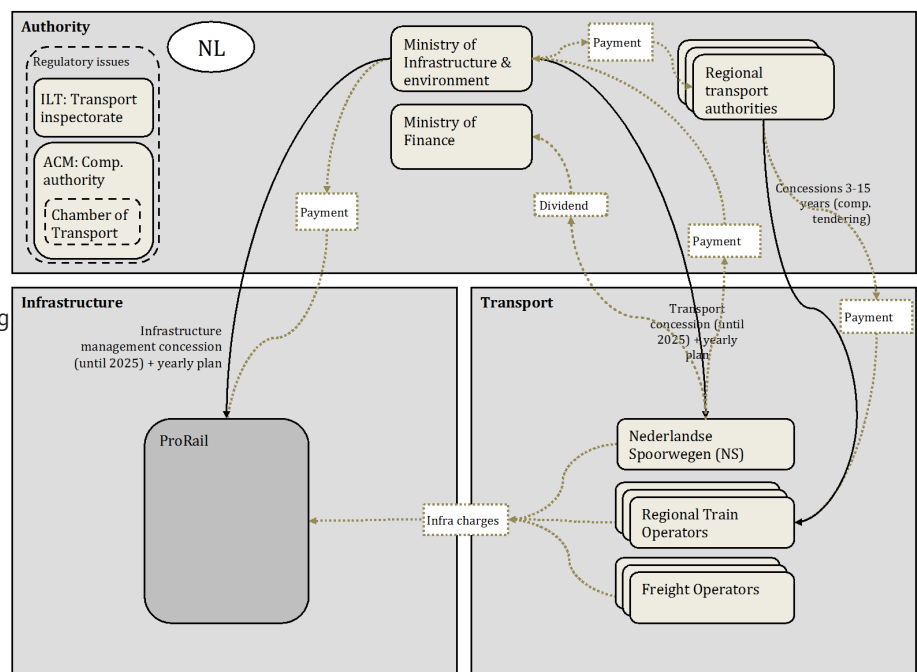 Authority
NL
Regulatory issues
ILT: Transport
inspectorate
ACM: Comp.
authority
Chamber of
Transport
Ministry of
Infrastructure &
environment
Ministry of
Finance
Payment
Regional
transport
authorities
Payment
Dividend
Payment
Concessions 3-15
years (comp.
tendering)
Payment
Infrastructure
g
Infrastructure
management concession
(until 2025) + yearly plan
ProRail
Infra charges
Transport
Transport
concession (until
2025) + yearly
plan
Nederlandse
Spoorwegen (NS)
Regional Train
Operators
Freight Operators